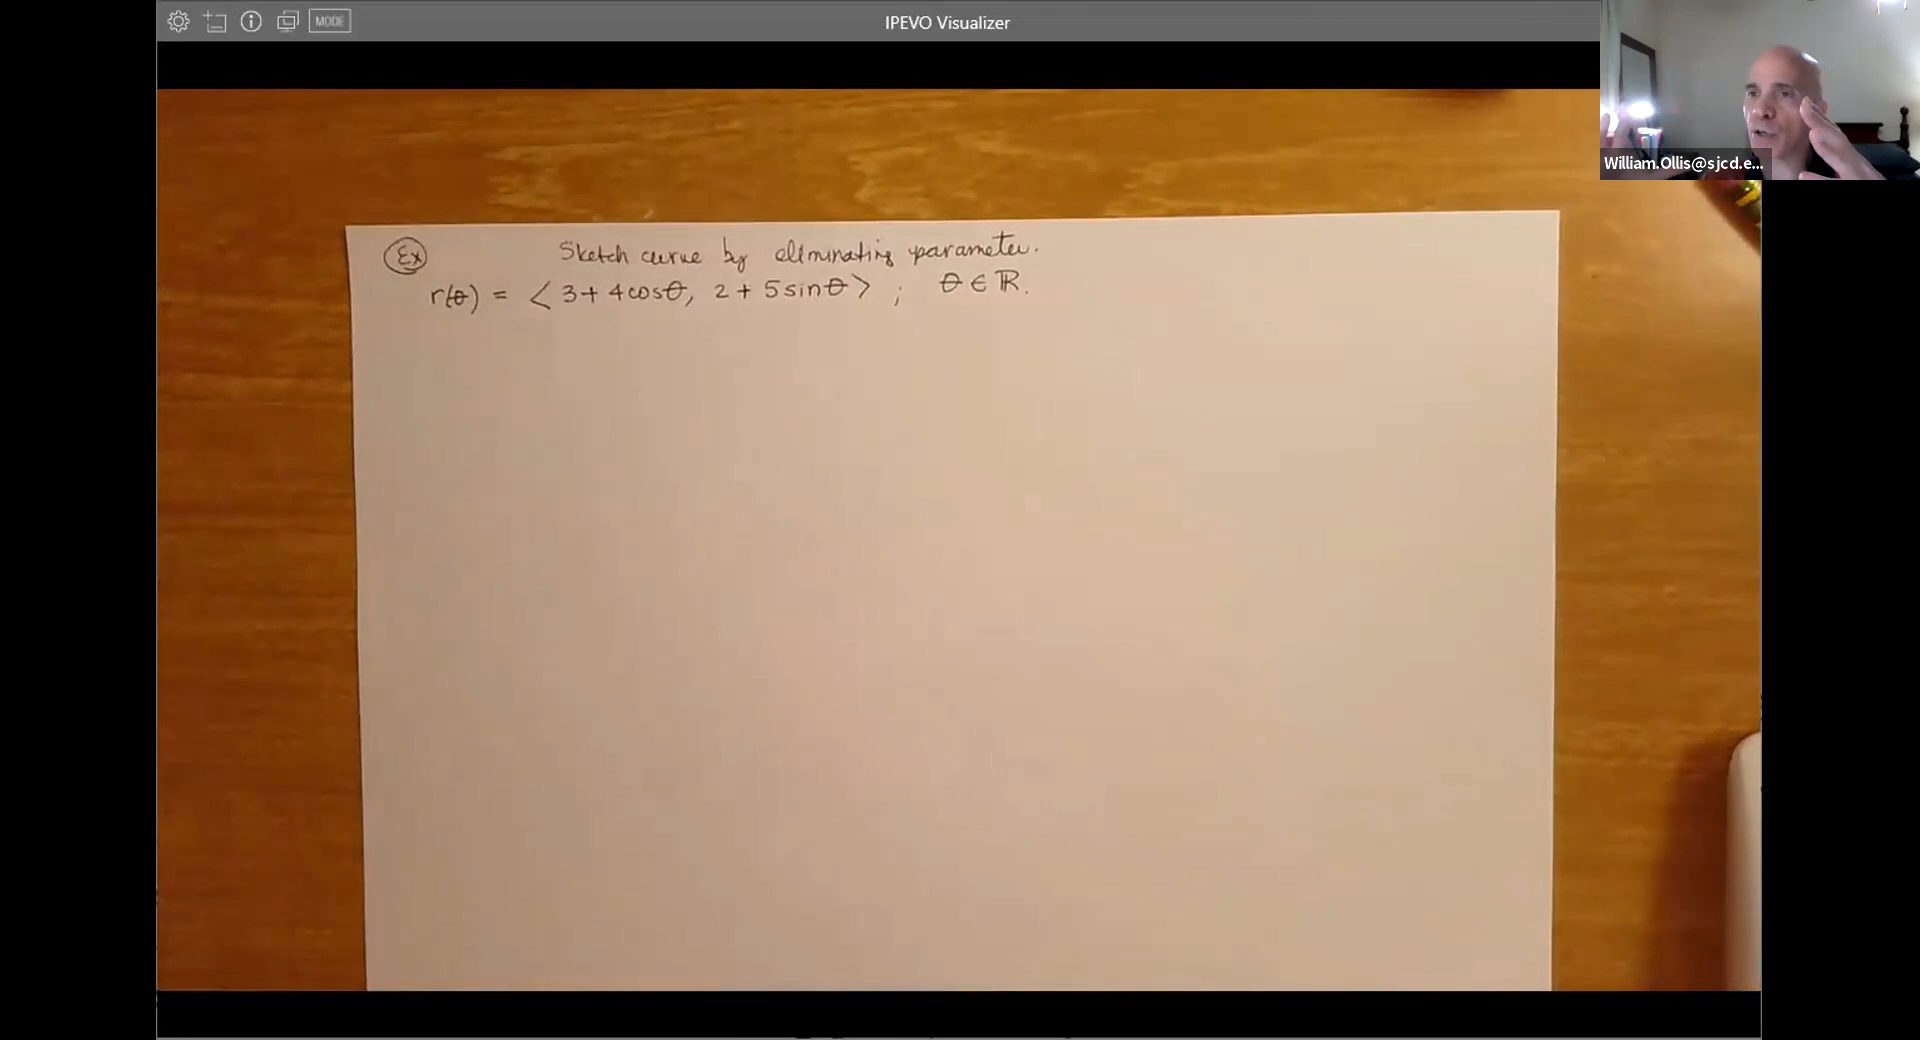 MODE
IPEVO Visualizer
William.Ollis@sjcd.e...
Ex
Sketch curve by eliminating parameter.
r(θ) = < 3 + 4cosθ, 2 + 5sinθ > ; θ ∈ ℝ.